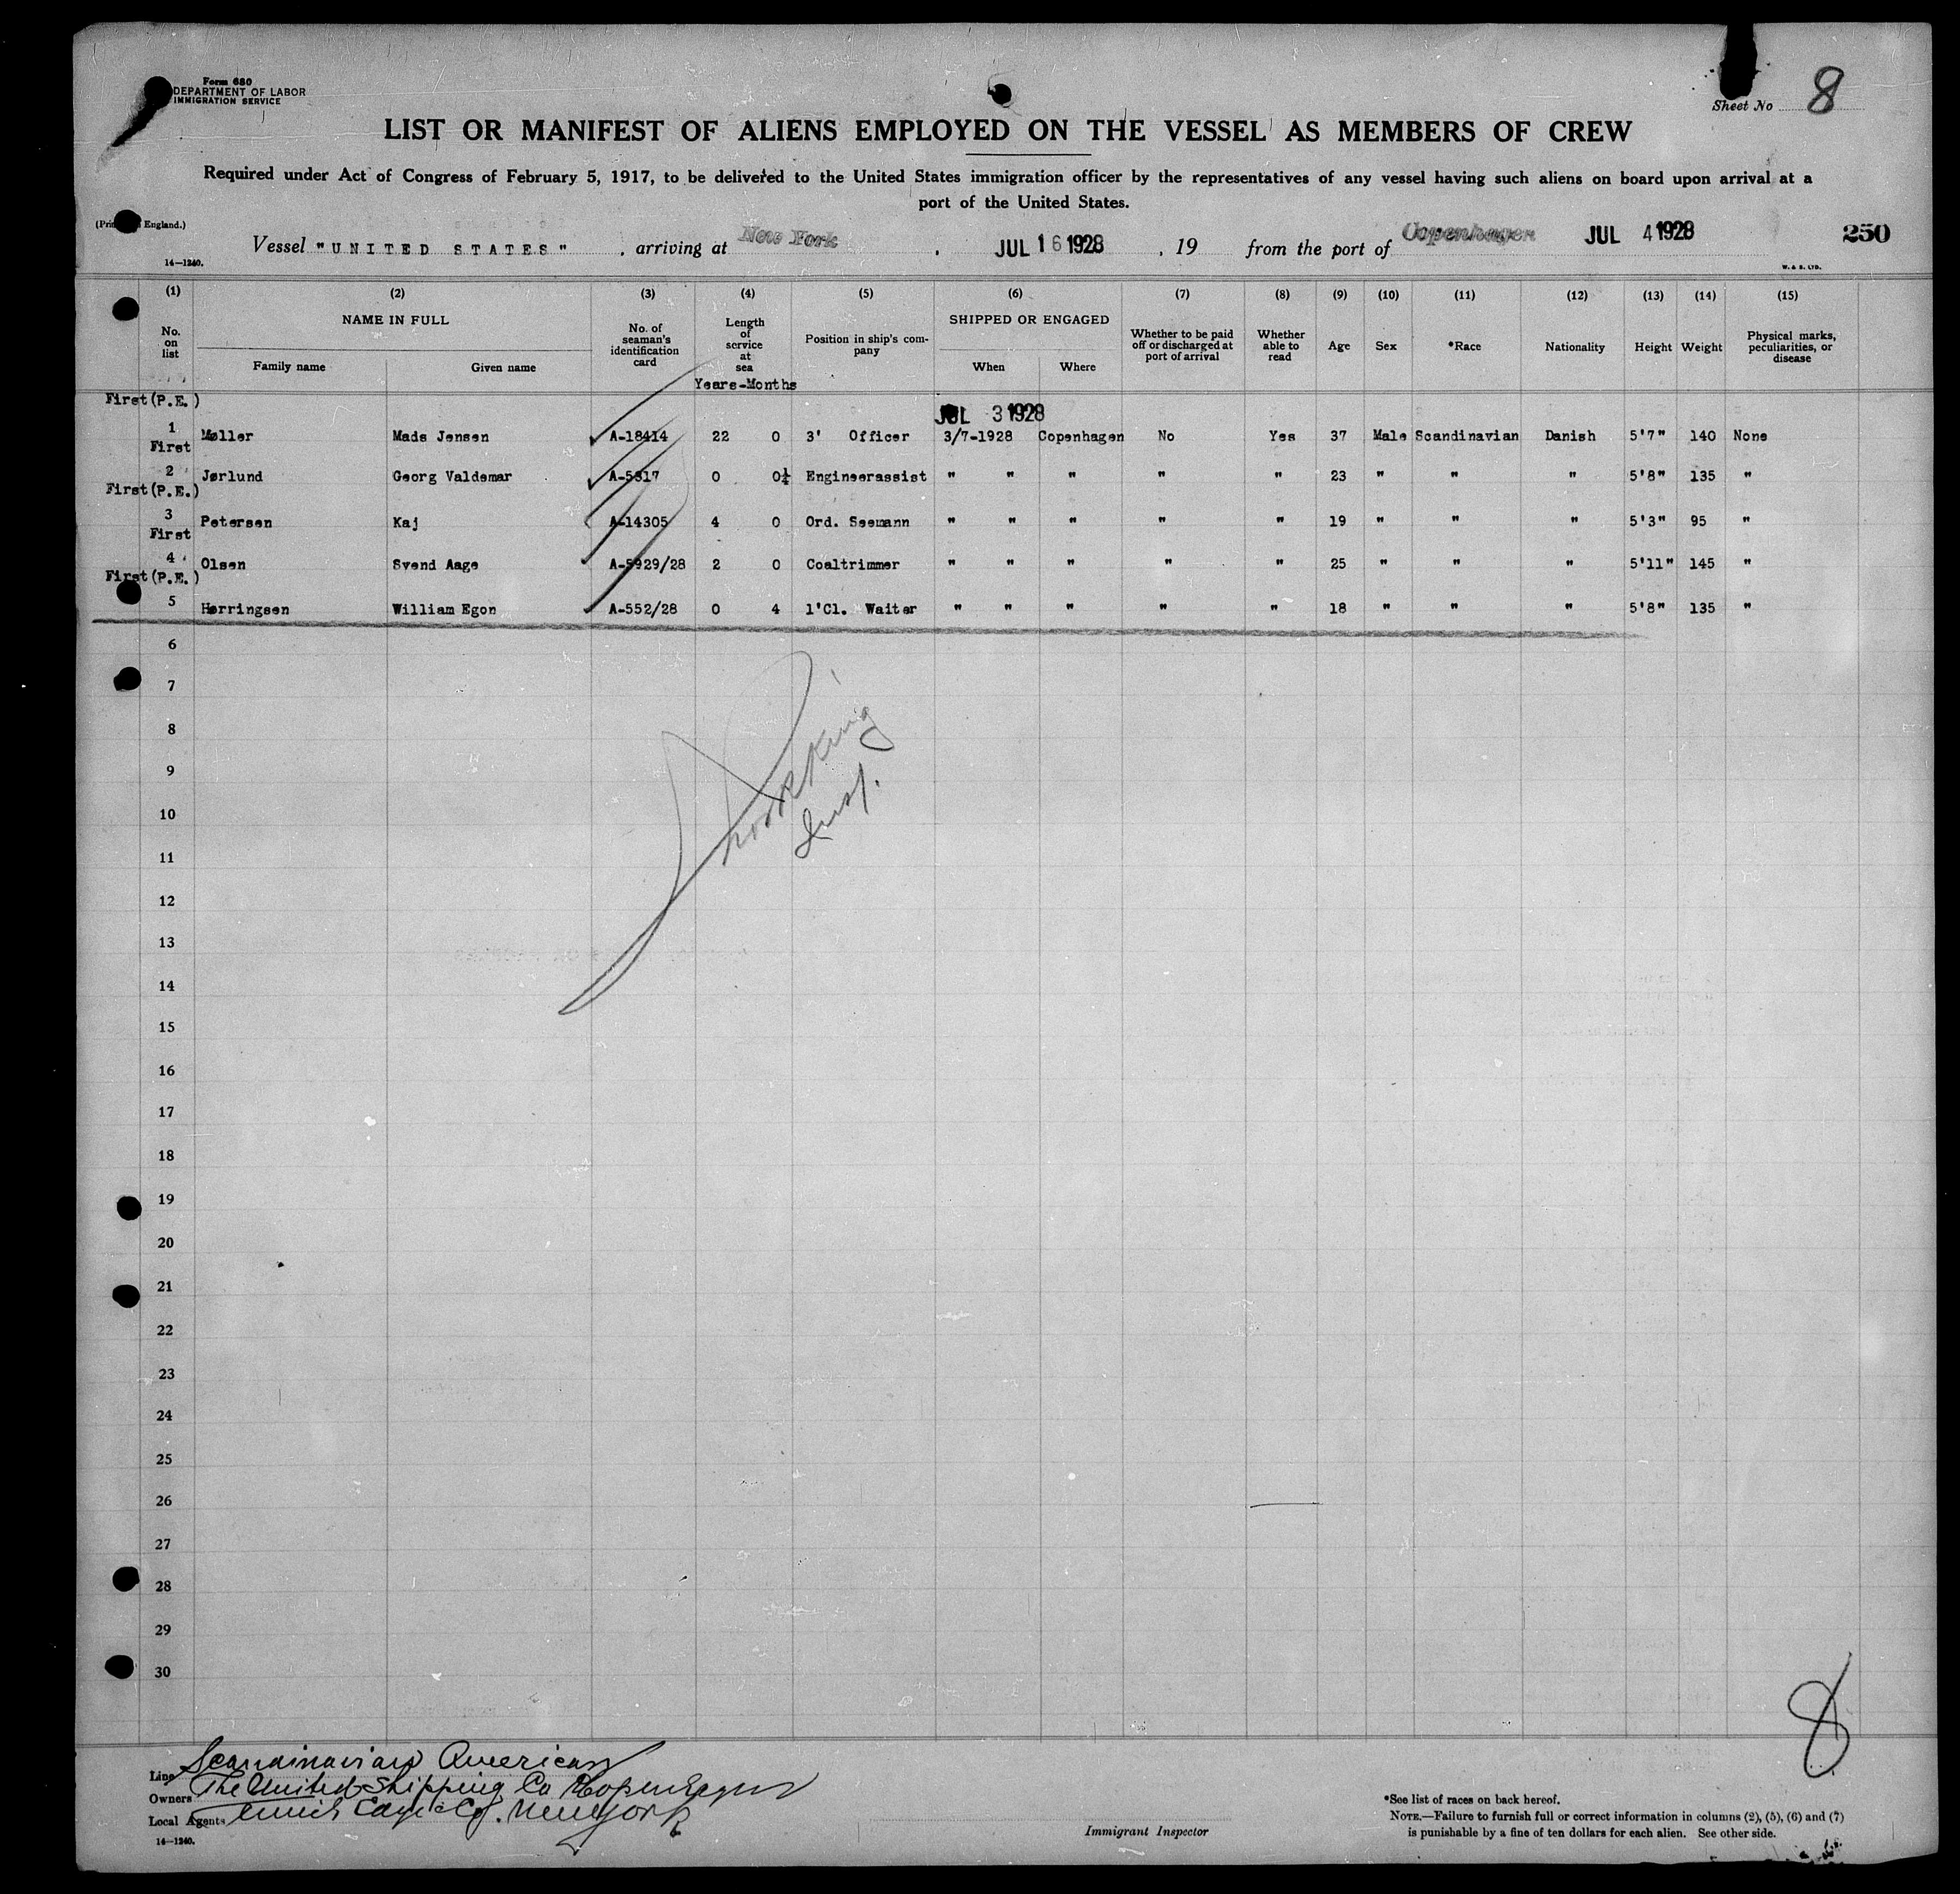 Form 680
DEPARTMENT OF LABOR
IMMIGRATION SERVICE
Sheet No 8
LIST OR MANIFEST OF ALIENS EMPLOYED ON THE VESSEL AS MEMBERS OF CREW
Required under Act of Congress of February 5, 1917, to be delivered to the United States immigration officer by the representatives of any vessel having such aliens on board upon arrival at a
port of the United States.
England.)
Vessel "UNITED STATES" , arriving at New York , JUL 16 1928 , 19 from the port of Copenhagen JUL 4 1928 250
14—1240. W. & S. LTD.
(1) (2) (3) (4) (5) (6) (7) (8) (9) (10) (11) (12) (13) (14) (15)
No. on list NAME IN FULL Family name Given name No. of seaman's identification card Length of service at sea Years-Months Position in ship's company SHIPPED OR ENGAGED When Where Whether to be paid off or discharged at port of arrival Whether able to read Age Sex *Race Nationality Height Weight Physical marks, peculiarities, or disease
First (P.E.) JUL 3 1928
1 Møller Mads Jensen A-18414 22 0 3' Officer 3/7-1928 Copenhagen No Yes 37 Male Scandinavian Danish 5'7" 140 None
First
2 Jørlund Georg Valdemar A-5317 0 0½ Engineerassist " " " " " 23 " " " 5'8" 135 "
First (P.E.)
3 Petersen Kaj A-14305 4 0 Ord. Seemann " " " " " 19 " " " 5'3" 95 "
First
4 Olsen Svend Aage A-5929/28 2 0 Coaltrimmer " " " " " 25 " " " 5'11" 145 "
First (P.E.)
5 Hørringsen William Egon A-552/28 0 4 1'Cl. Waiter " " " " " 18 " " " 5'8" 135 "
6
7
8
9
10
11
12
13
14
15
16
17
18
19
20
21
22
23
24
25
26
27
28
29
30
Insp.
8
Line Scandinavian American
Owners The United Shipping Co Copenhagen
Local Agents New York
14—1240.
Immigrant Inspector
*See list of races on back hereof.
NOTE.—Failure to furnish full or correct information in columns (2), (5), (6) and (7)
is punishable by a fine of ten dollars for each alien. See other side.